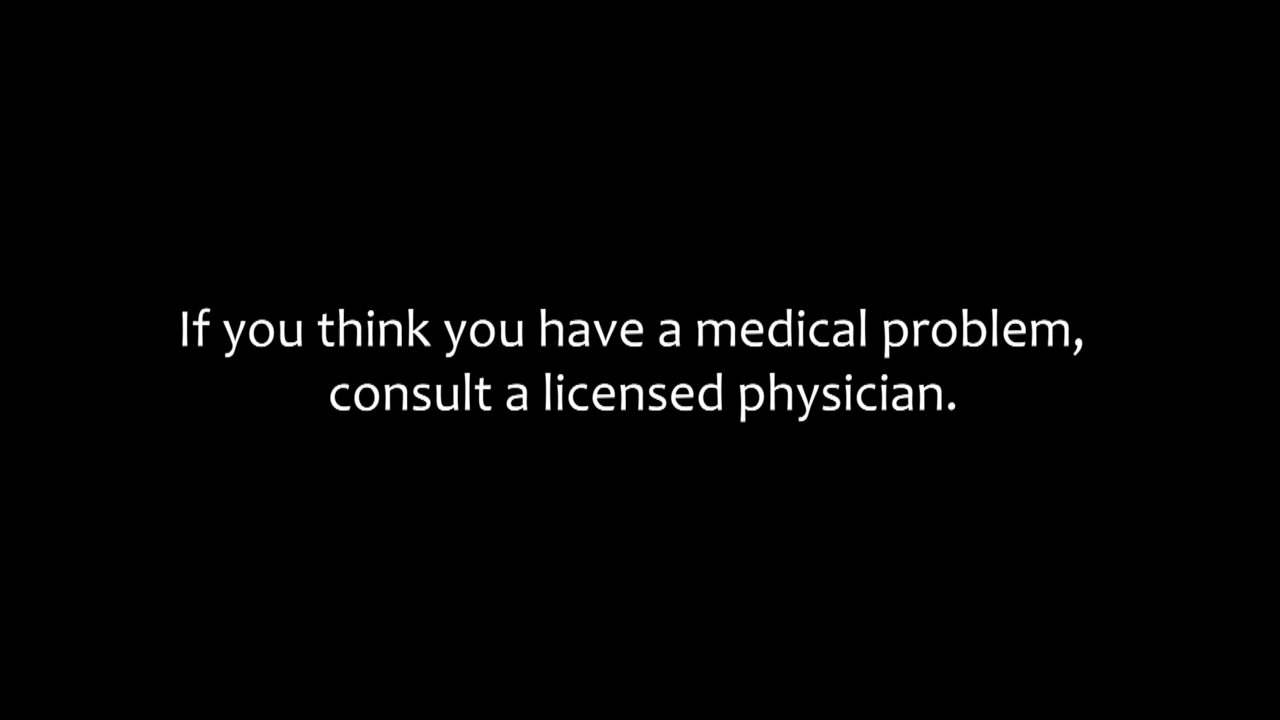 If you think you have a medical problem,
consult a licensed physician.